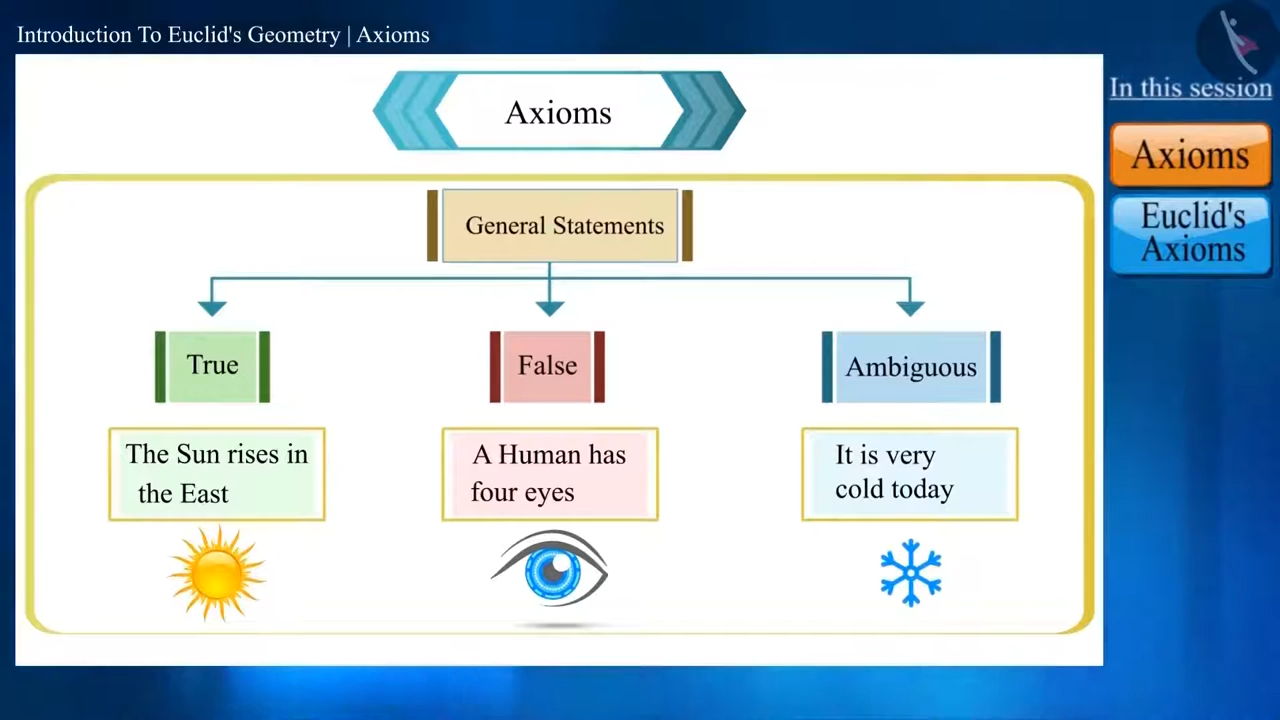 Introduction To Euclid's Geometry | Axioms
In this session
Axioms
Euclid's
Axioms
Axioms
General Statements
True
False
Ambiguous
The Sun rises in
the East
A Human has
four eyes
It is very
cold today